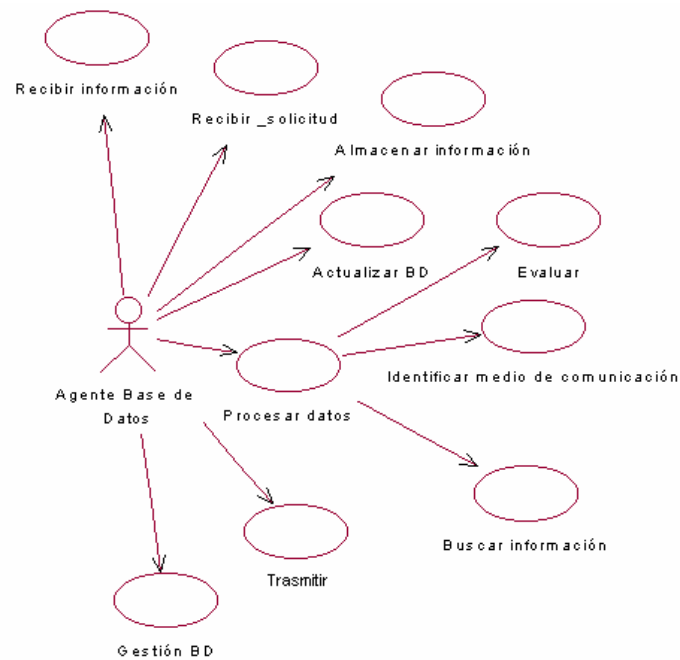 Recibir información
Recibir _solicitud
Almacenar información
Actualizar BD
Evaluar
Identificar medio de comunicación
Agente Base de
Datos
Procesar datos
Buscar información
Trasmitir
Gestión BD